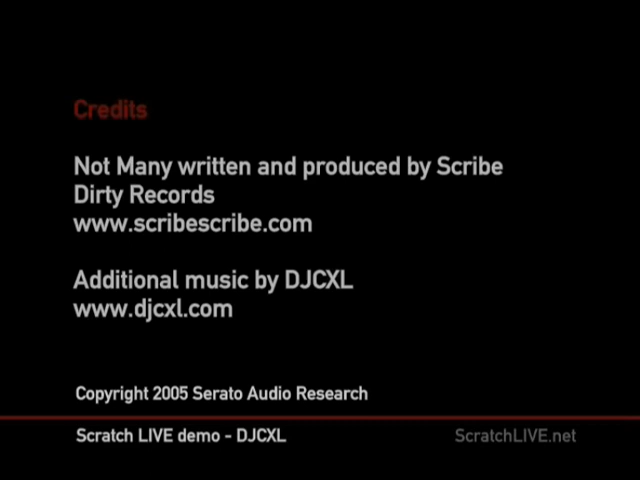 Credits
Not Many written and produced by Scribe
Dirty Records
www.scribescribe.com
Additional music by DJCXL
www.djcxl.com
Copyright 2005 Serato Audio Research
Scratch LIVE demo - DJCXL
ScratchLIVE.net